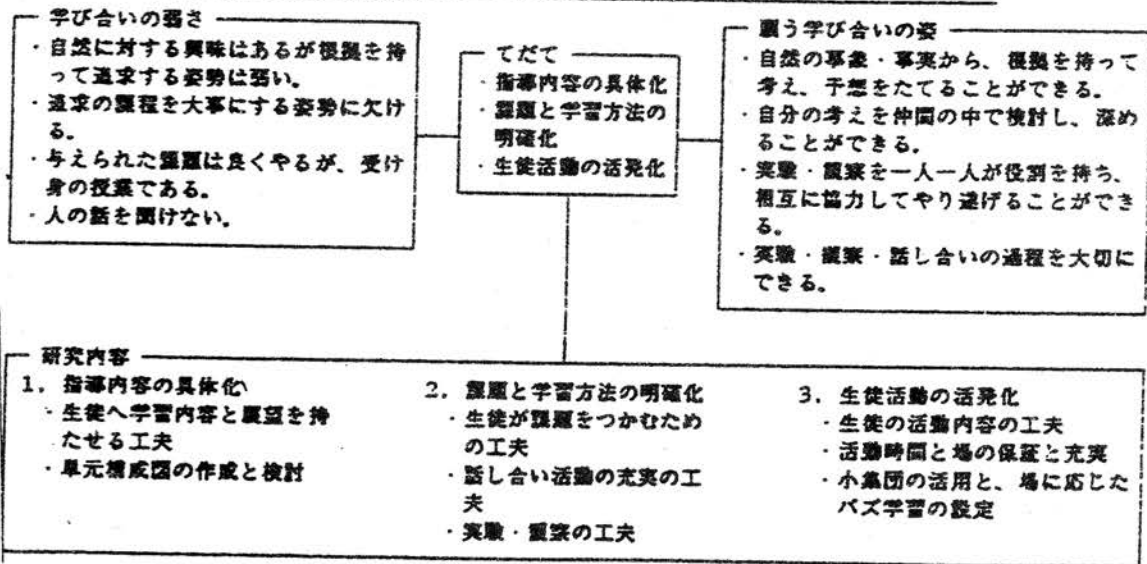 学び合いの弱さ
・自然に対する興味はあるが根拠を持
って追求する姿勢は弱い。
・追求の課程を大事にする姿勢に欠け
る。
・与えられた課題は良くやるが、受け
身の授業である。
・人の話を聞けない。
てだて
・指導内容の具体化
・課題と学習方法の
明確化
・生徒活動の活発化
願う学び合いの姿
・自然の事象・事実から、根拠を持って
考え、予想をたてることができる。
・自分の考えを仲間の中で検討し、深め
ることができる。
・実験・観察を一人一人が役割を持ち、
相互に協力してやり遂げることができ
る。
・実験・観察・話し合いの過程を大切に
できる。
研究内容
1. 指導内容の具体化
・生徒へ学習内容と展望を持
たせる工夫
・単元構成図の作成と検討
2. 課題と学習方法の明確化
・生徒が課題をつかむため
の工夫
・話し合い活動の充実の工
夫
・実験・観察の工夫
3. 生徒活動の活発化
・生徒の活動内容の工夫
・活動時間と場の保証と充実
・小集団の活用と、場に応じた
バズ学習の設定